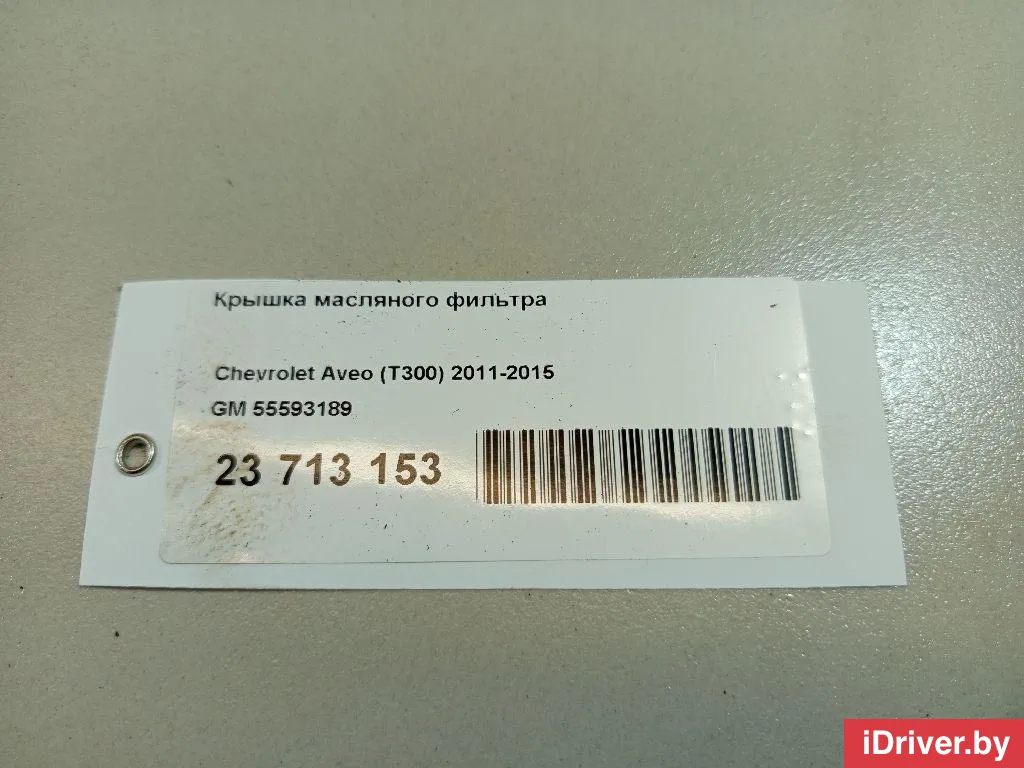 Крышка масляного фильтра
Chevrolet Aveo (T300) 2011-2015
GM 55593189
23 713 153
iDriver.by